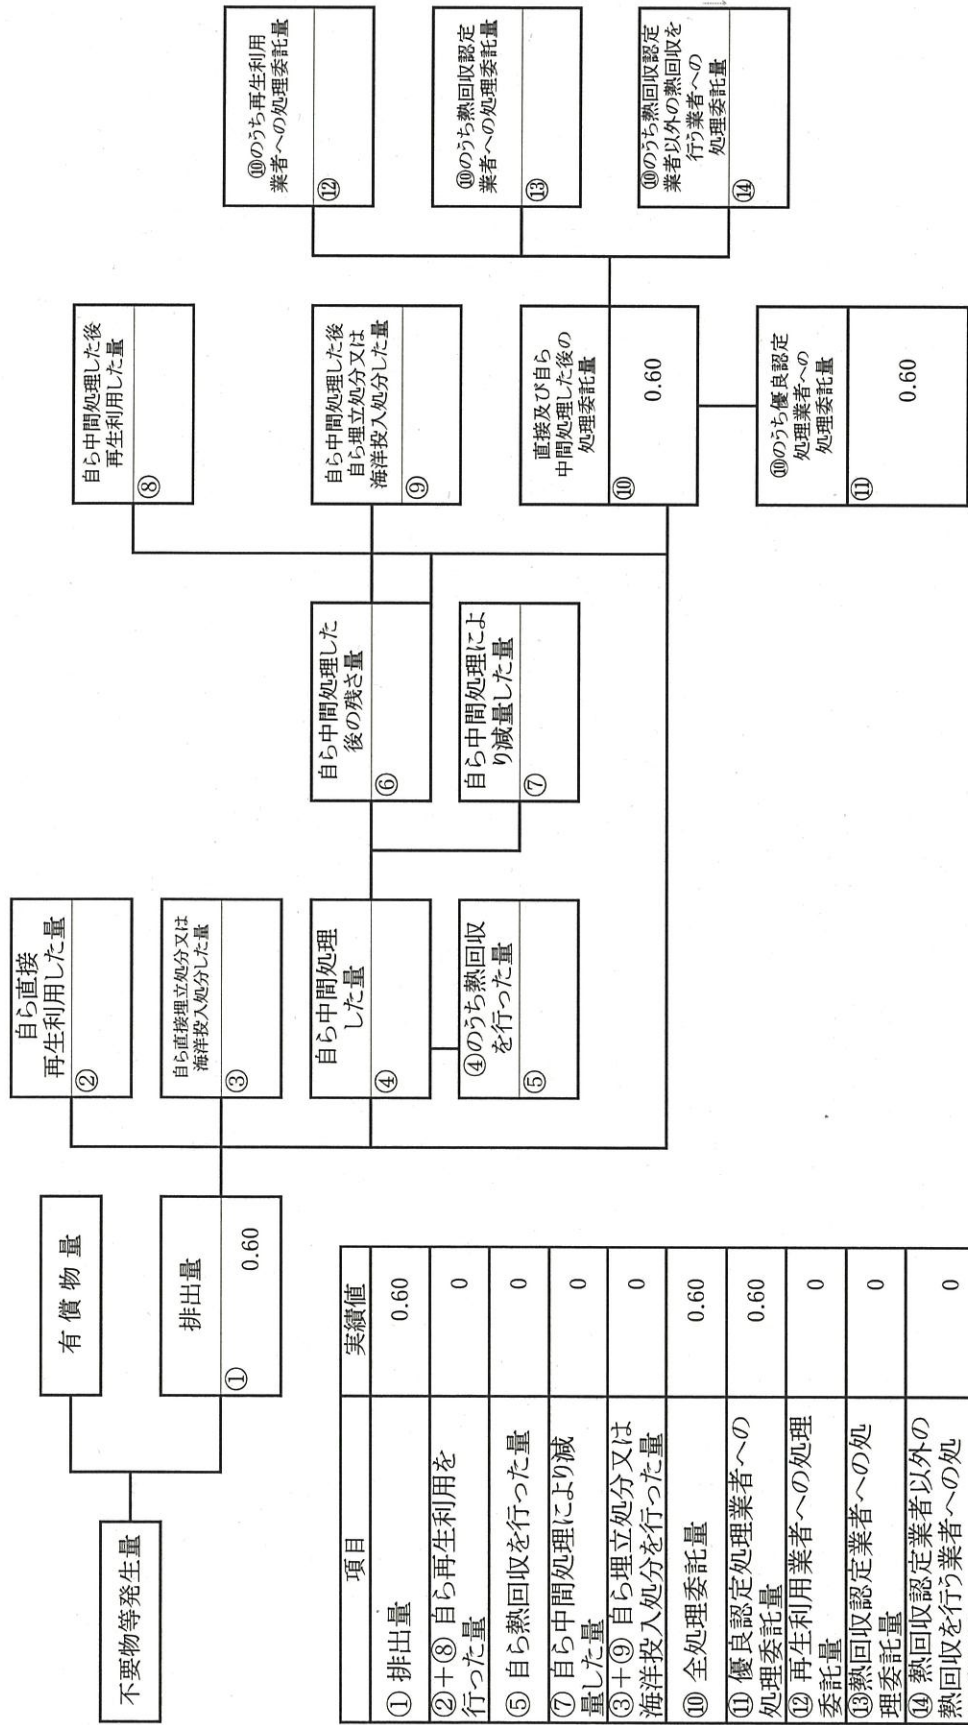 不要物等発生量
有償物量
排出量
①
0.60
自ら直接
再生利用した量
②
自ら直接埋立処分又は
海洋投入処分した量
③
自ら中間処理
した量
④
④のうち熱回収
を行った量
⑤
自ら中間処理した
後の残さ量
⑥
自ら中間処理によ
り減量した量
⑦
自ら中間処理した後
再生利用した量
⑧
自ら中間処理した後
自ら埋立処分又は
海洋投入処分した量
⑨
直接及び自ら
中間処理した後の
処理委託量
⑩
0.60
⑩のうち優良認定
処理業者への
処理委託量
⑪
0.60
⑩のうち再生利用
業者への処理委託量
⑫
⑩のうち熱回収認定
業者への処理委託量
⑬
⑩のうち熱回収認定
業者以外の熱回収を
行う業者への
処理委託量
⑭
項目 実績値
① 排出量 0.60
②+⑧ 自ら再生利用を
行った量 0
⑤ 自ら熱回収を行った量 0
⑦ 自ら中間処理により減
量した量 0
③+⑨ 自ら埋立処分又は
海洋投入処分を行った量 0
⑩ 全処理委託量 0.60
⑪ 優良認定処理業者への
処理委託量 0.60
⑫ 再生利用業者への処理
委託量 0
⑬熱回収認定業者への処
理委託量 0
⑭ 熱回収認定業者以外の
熱回収を行う業者への処 0